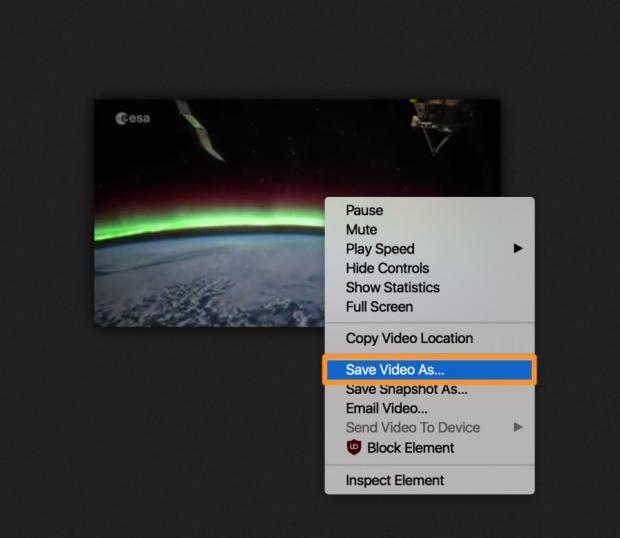 esa
Pause
Mute
Play Speed
Hide Controls
Show Statistics
Full Screen
Copy Video Location
Save Video As...
Save Snapshot As...
Email Video...
Send Video To Device
Block Element
Inspect Element